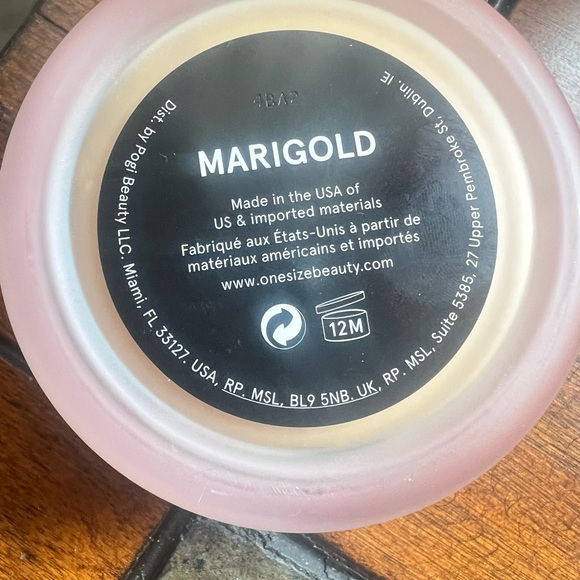 MARIGOLD
Made in the USA of
US & imported materials
Fabriqué aux États-Unis à partir de
matériaux américains et importés
www.onesizebeauty.com
12M
Dist. by Pogi Beauty LLC. Miami, FL 33127. USA, RP. MSL, BL9 5NB. UK, RP. MSL, Suite 5385, 27 Upper Pembroke St, Dublin. IE